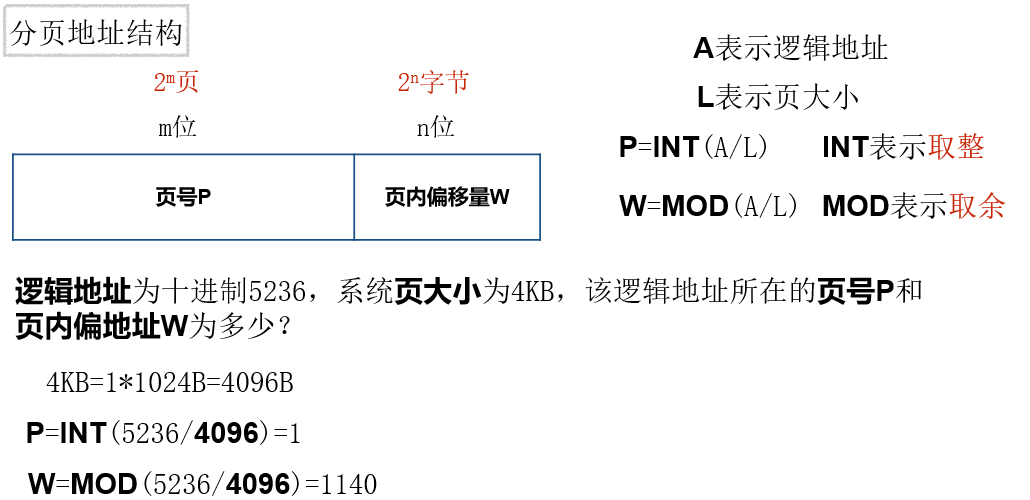 分页地址结构
A表示逻辑地址
L表示页大小
2ᵐ页 2ⁿ字节
m位 n位
P=INT(A/L) INT表示取整
页号P 页内偏移量W
W=MOD(A/L) MOD表示取余
逻辑地址为十进制5236，系统页大小为4KB，该逻辑地址所在的页号P和
页内偏地址W为多少？
4KB=1*1024B=4096B
P=INT(5236/4096)=1
W=MOD(5236/4096)=1140